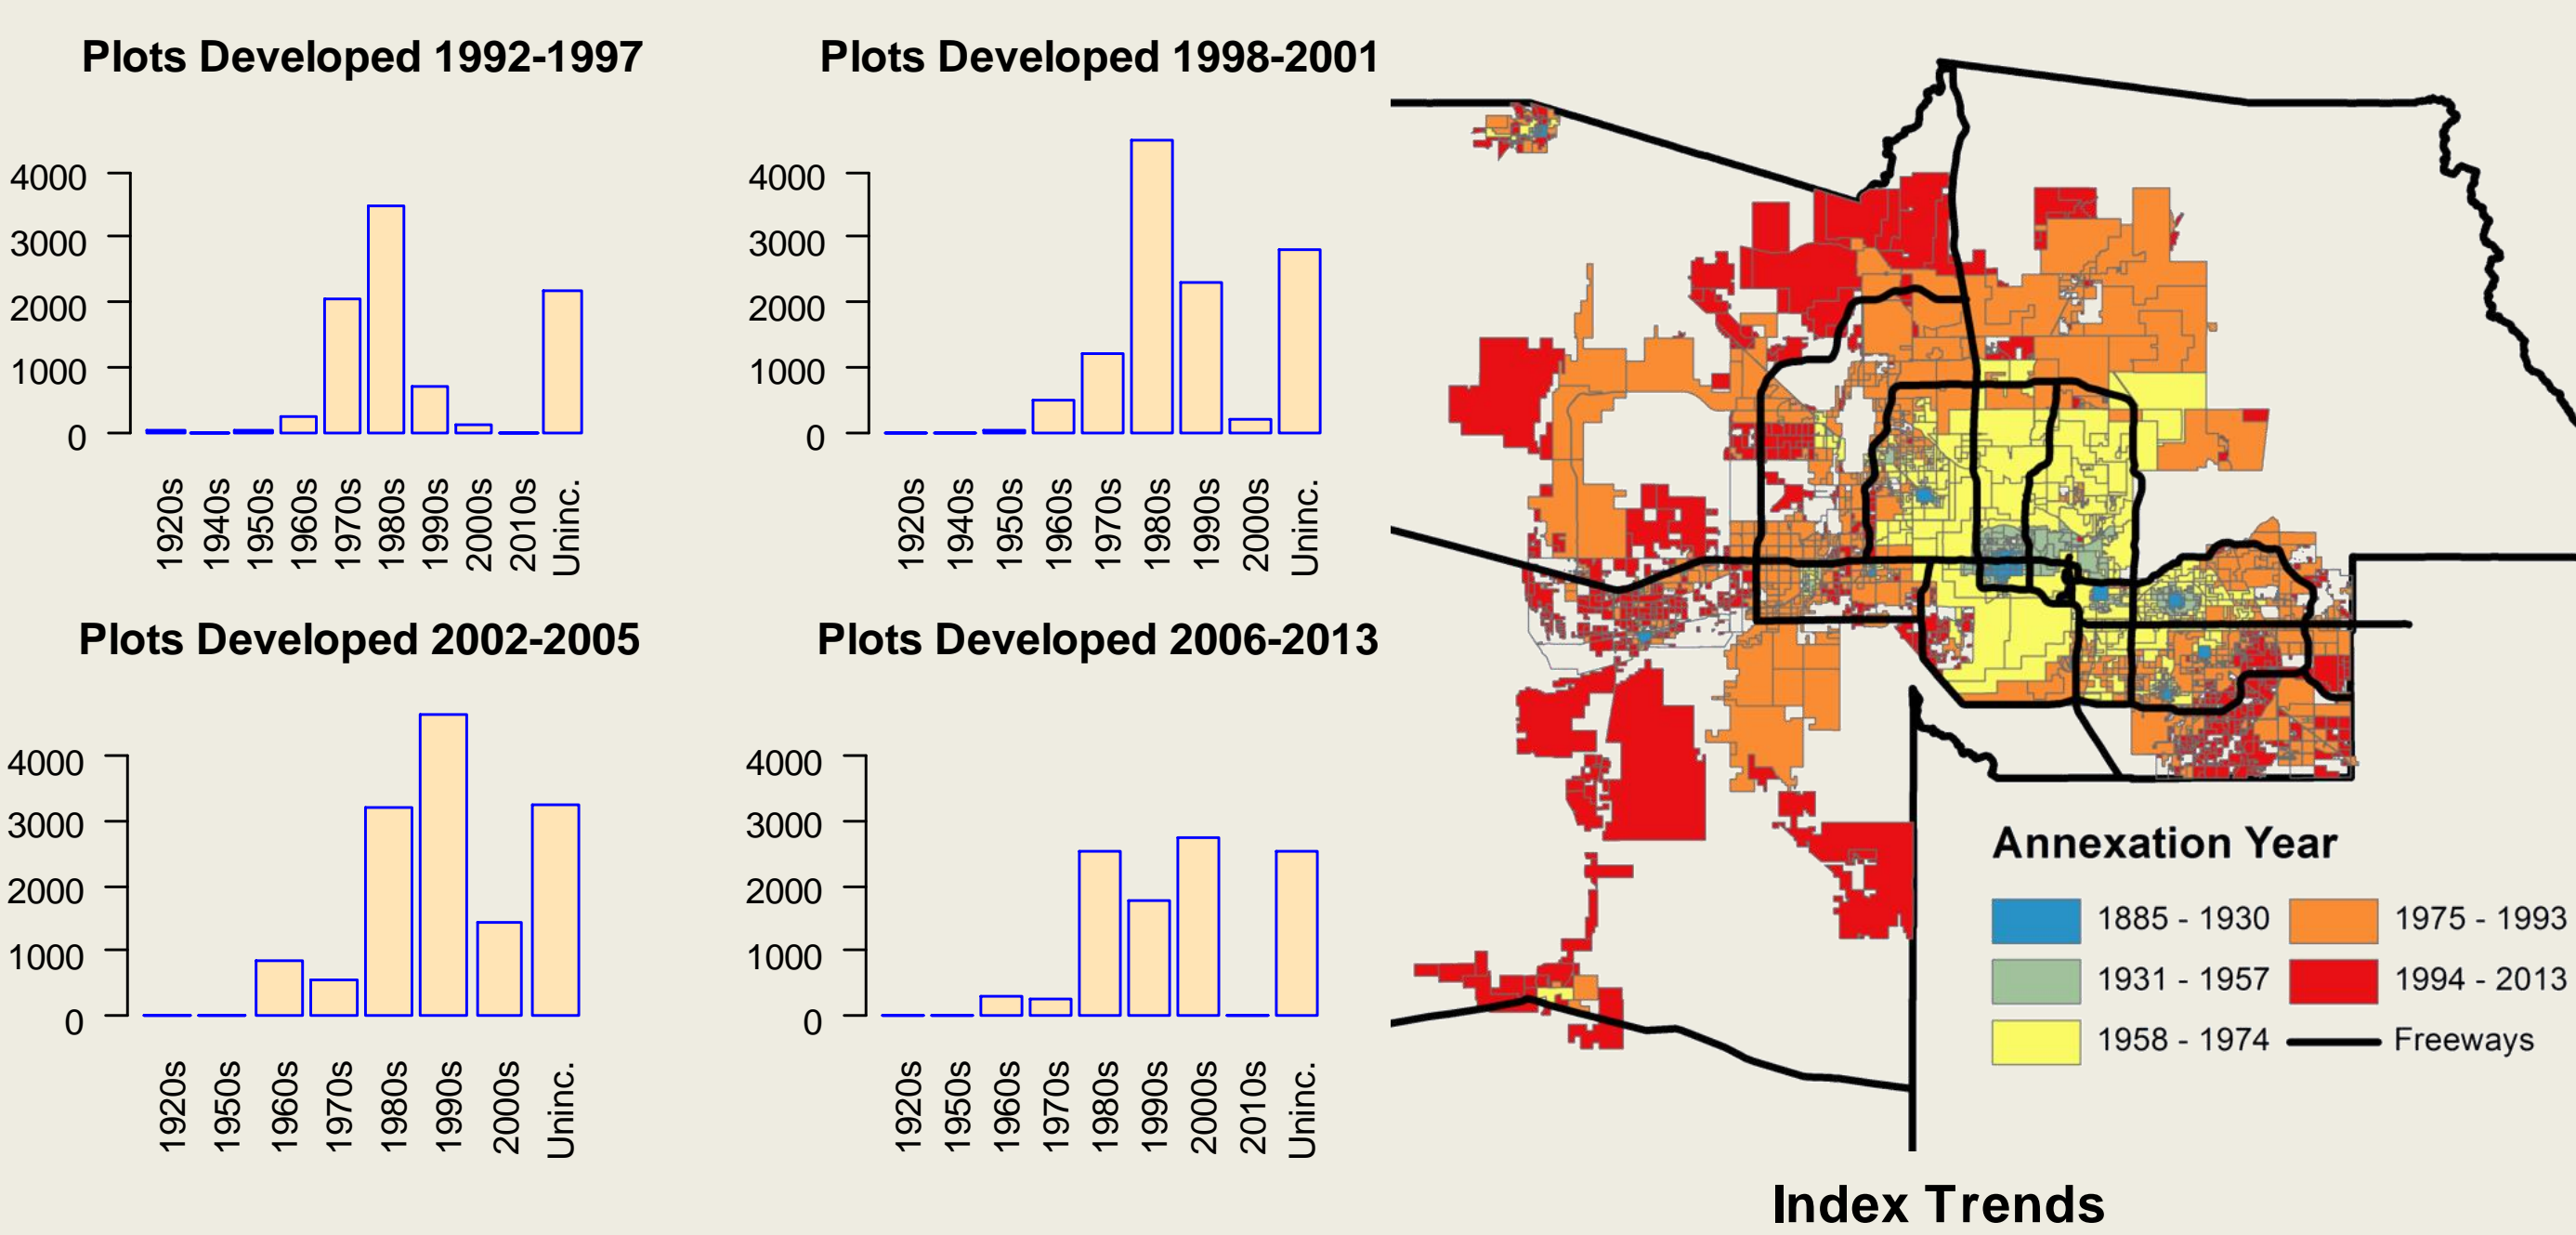 Plots Developed 1992-1997
4000
3000
2000
1000
0
1920s
1940s
1950s
1960s
1970s
1980s
1990s
2000s
2010s
Uninc.
Plots Developed 1998-2001
4000
3000
2000
1000
0
1920s
1940s
1950s
1960s
1970s
1980s
1990s
2000s
Uninc.
Plots Developed 2002-2005
4000
3000
2000
1000
0
1920s
1950s
1960s
1970s
1980s
1990s
2000s
Uninc.
Plots Developed 2006-2013
4000
3000
2000
1000
0
1920s
1950s
1960s
1970s
1980s
1990s
2000s
2010s
Uninc.
Annexation Year
1885 - 1930
1931 - 1957
1958 - 1974
1975 - 1993
1994 - 2013
Freeways
Index Trends